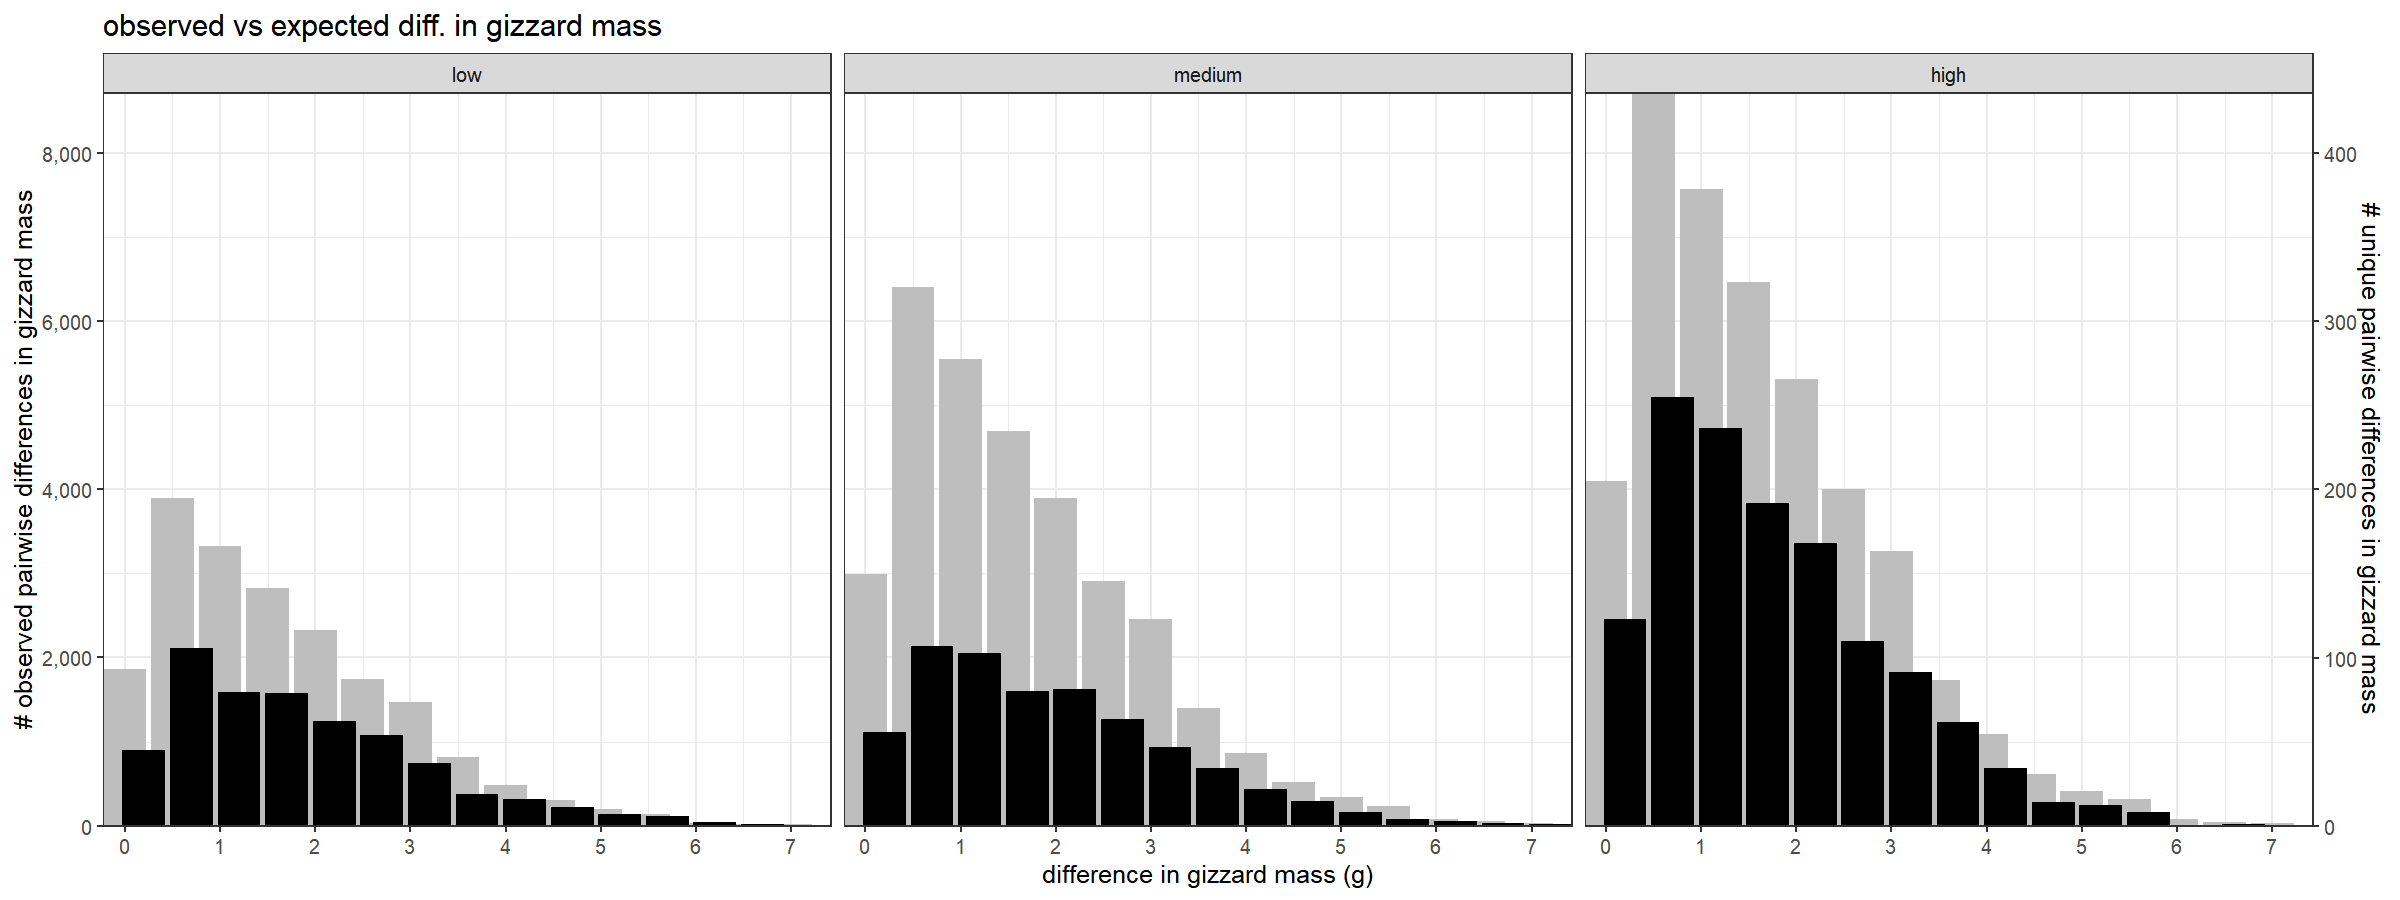 observed vs expected diff. in gizzard mass
low
medium
high
# observed pairwise differences in gizzard mass
8,000
6,000
4,000
2,000
0
400
300
200
100
0
# unique pairwise differences in gizzard mass
0 1 2 3 4 5 6 7
0 1 2 3 4 5 6 7
0 1 2 3 4 5 6 7
difference in gizzard mass (g)